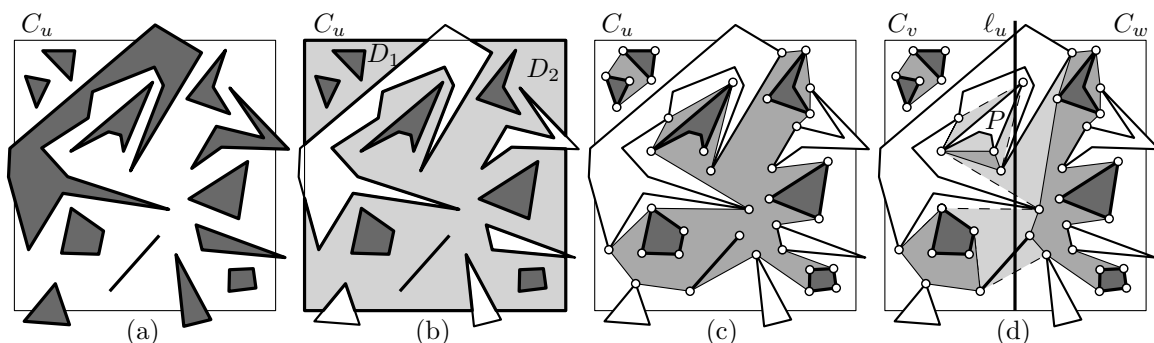 C_u C_u C_u C_v ℓ_u C_w
D_1 D_2
P
(a) (b) (c) (d)